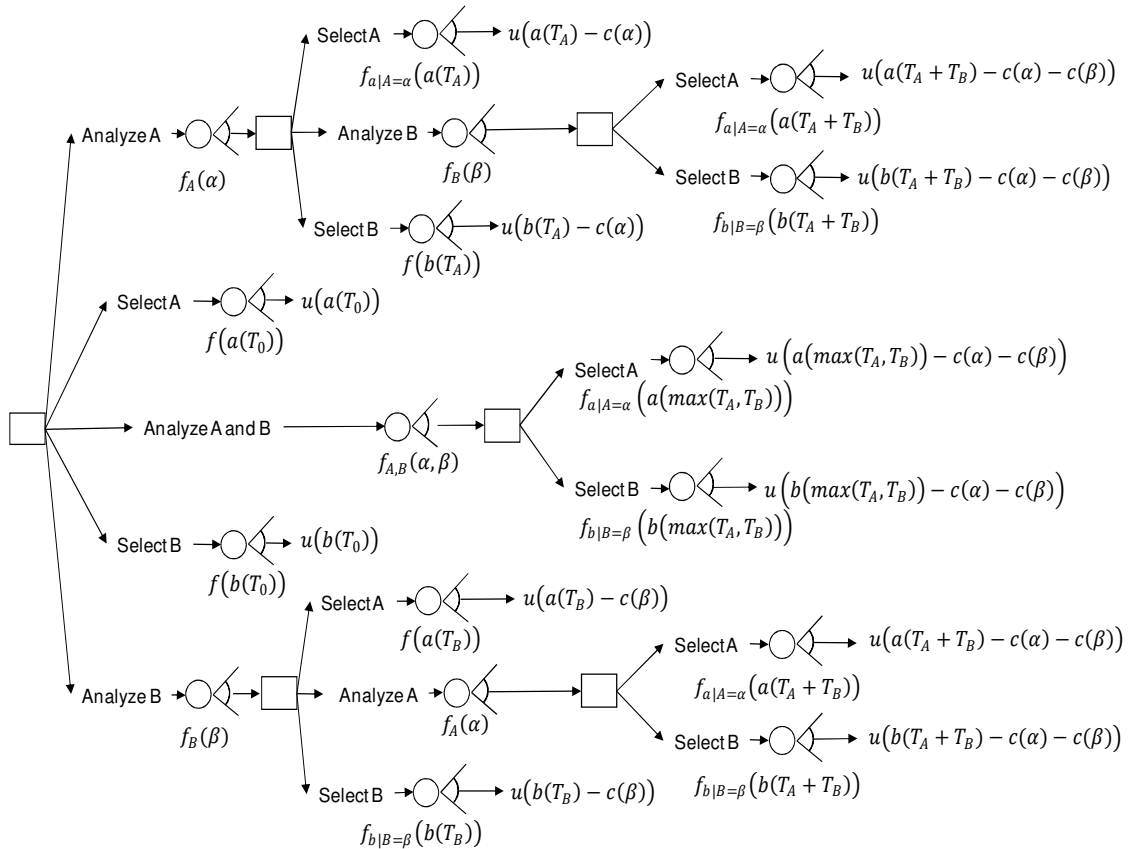 Select A
u(a(T_A) − c(α))
f_{a|A=α}(a(T_A))
Select A
u(a(T_A + T_B) − c(α) − c(β))
f_{a|A=α}(a(T_A + T_B))
Analyze A
f_A(α)
Analyze B
f_B(β)
Select B
u(b(T_A + T_B) − c(α) − c(β))
f_{b|B=β}(b(T_A + T_B))
Select B
u(b(T_A) − c(α))
f(b(T_A))
Select A
u(a(T_0))
f(a(T_0))
Select A
u(a(max(T_A, T_B)) − c(α) − c(β))
f_{a|A=α}(a(max(T_A, T_B)))
Analyze A and B
f_{A,B}(α, β)
Select B
u(b(max(T_A, T_B)) − c(α) − c(β))
f_{b|B=β}(b(max(T_A, T_B)))
Select B
u(b(T_0))
f(b(T_0))
Select A
u(a(T_B) − c(β))
f(a(T_B))
Select A
u(a(T_A + T_B) − c(α) − c(β))
f_{a|A=α}(a(T_A + T_B))
Analyze B
f_B(β)
Analyze A
f_A(α)
Select B
u(b(T_A + T_B) − c(α) − c(β))
f_{b|B=β}(b(T_A + T_B))
Select B
u(b(T_B) − c(β))
f_{b|B=β}(b(T_B))